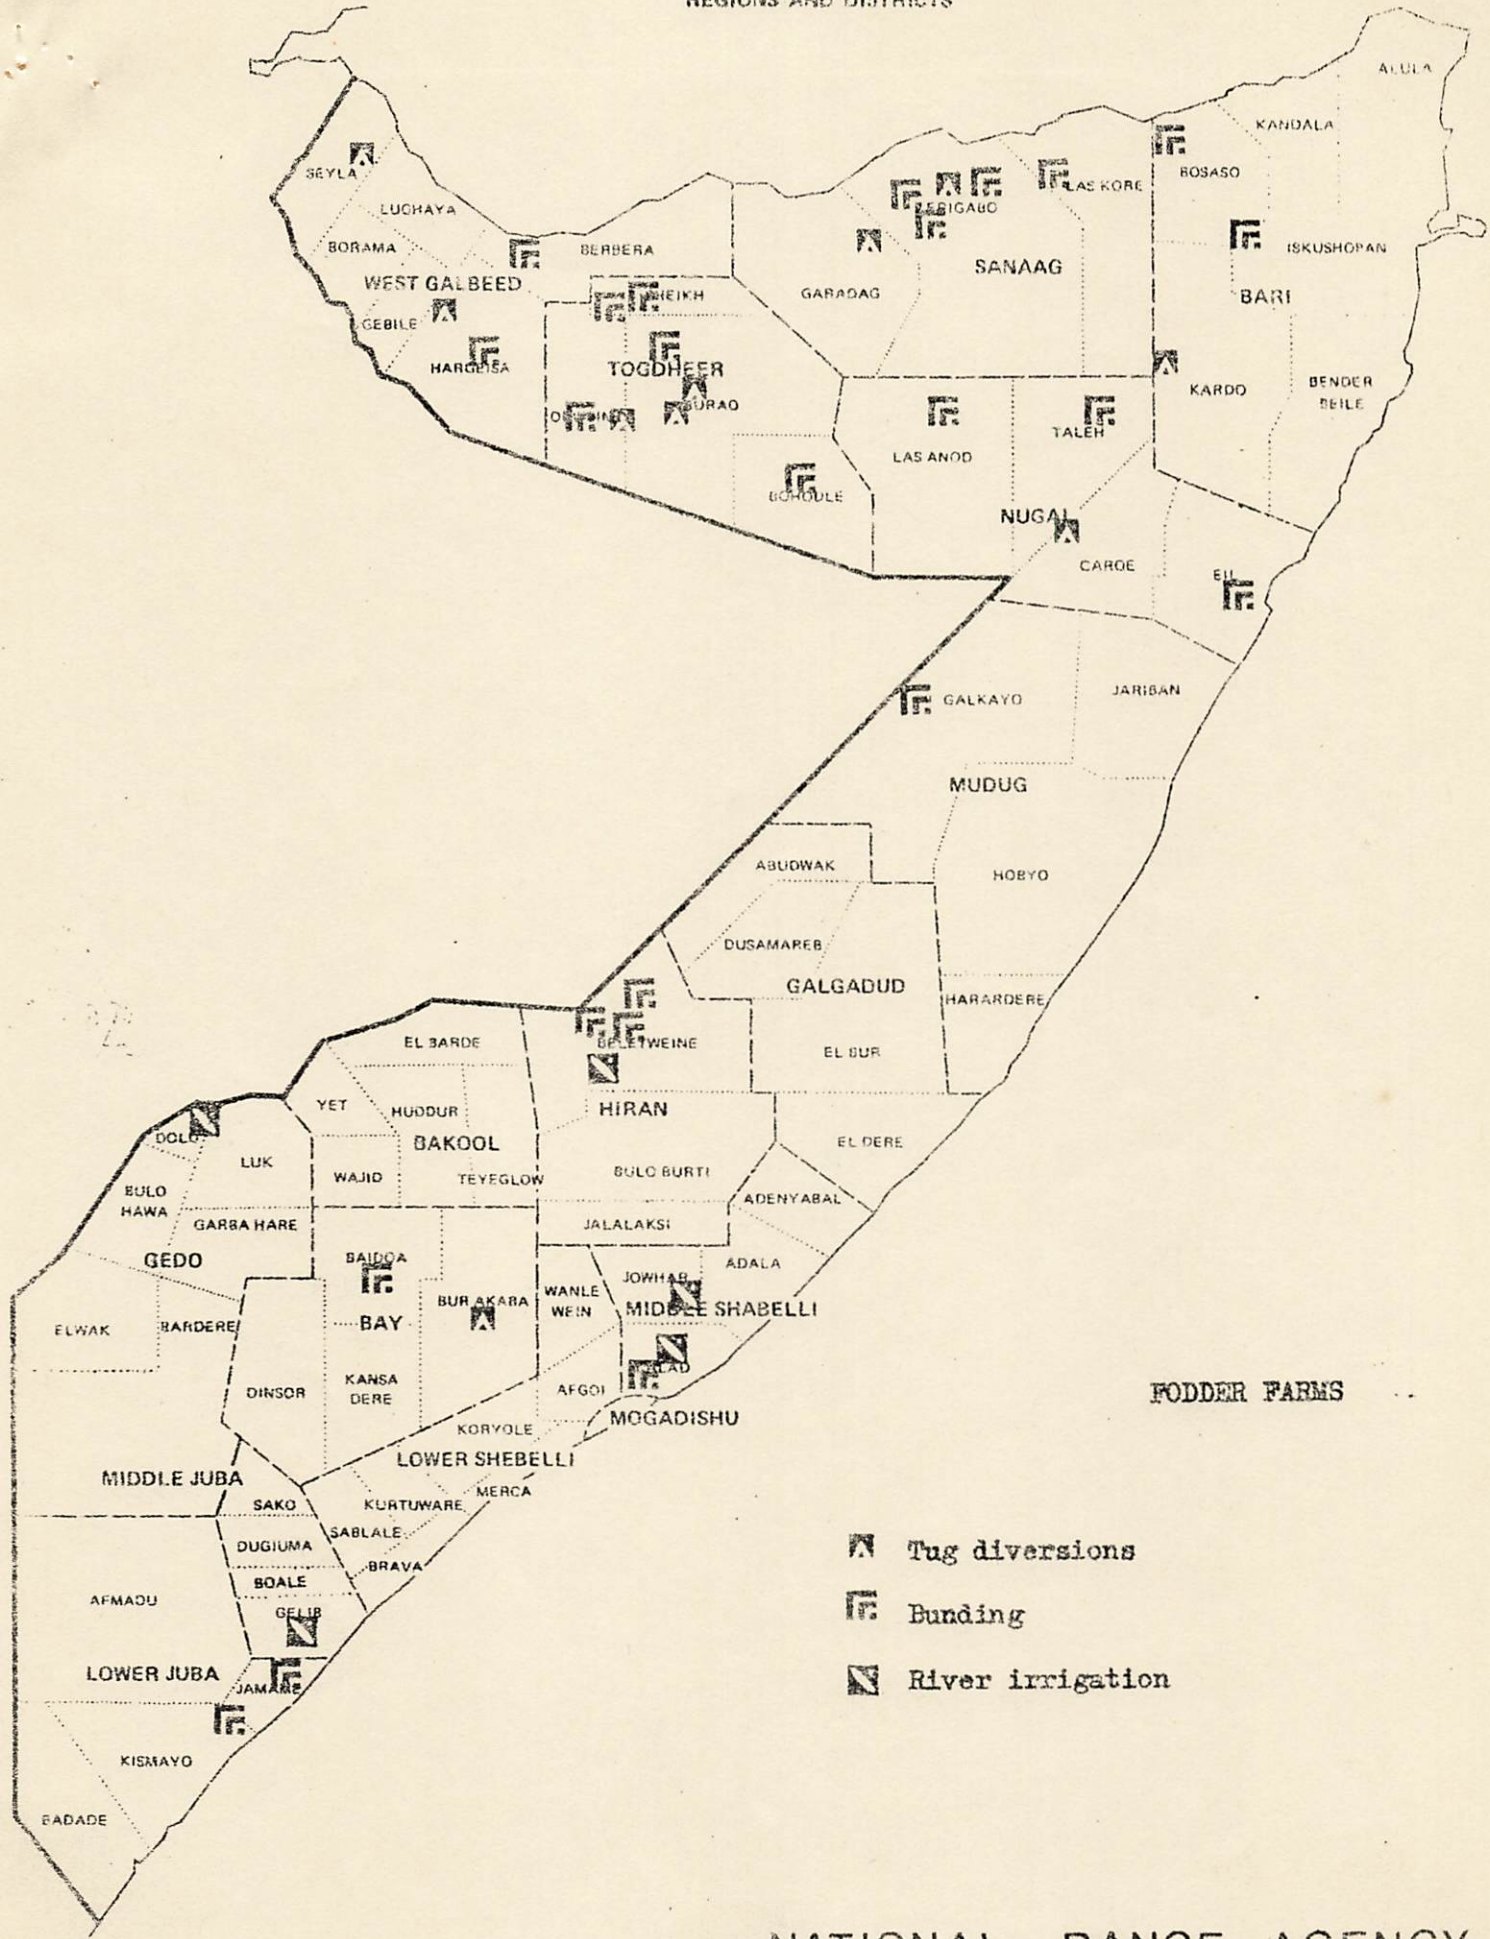 REGIONS AND DISTRICTS
ALULA
KANDALA
BOSASO
SEYLA
LAS KORE
LUGHAYA
BORAMA
BERBERA
ISKUSHOPAN
WEST GALBEED
SANAAG
GARADAG
BARI
GEBILE
HARGEISA
TOGDHEER
KARDO
BENDER
BEILE
BURAO
TALEH
LAS ANOD
BOHODLE
NUGAL
CAROE
EIL
GALKAYO
JARIBAN
MUDUG
ABUDWAK
HOBYO
DUSAMAREB
GALGADUD
HARARDERE
EL BARDE
BELETWEINE
EL BUR
YET
HUDDUR
HIRAN
DOLO
BAKOOL
EL DERE
LUK
WAJID
TEYEGLOW
BULO BURTI
BULO
HAWA
ADENYABAL
GARBA HARE
JALALAKSI
GEDO
BAIDOA
ADALA
JOWHAR
WANLE
WEIN
BUR AKABA
MIDDLE SHABELLI
ELWAK
BARDERE
BAY
KANSA
DERE
DINSOR
AFGOI
FODDER FARMS
MOGADISHU
KORYOLE
LOWER SHEBELLI
MIDDLE JUBA
MERCA
SAKO
KURTUWARE
SABLALE
DUGIUMA
BRAVA
BOALE
Tug diversions
AFMADU
GELIB
Bunding
LOWER JUBA
JAMAME
River irrigation
KISMAYO
BADADE
NATIONAL RANGE AGENCY